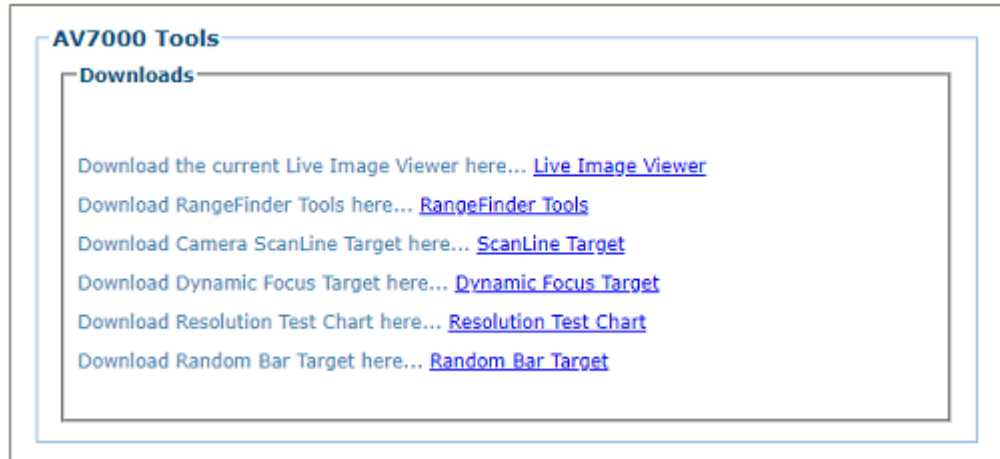 AV7000 Tools
Downloads
Download the current Live Image Viewer here... Live Image Viewer
Download RangeFinder Tools here... RangeFinder Tools
Download Camera ScanLine Target here... ScanLine Target
Download Dynamic Focus Target here... Dynamic Focus Target
Download Resolution Test Chart here... Resolution Test Chart
Download Random Bar Target here... Random Bar Target